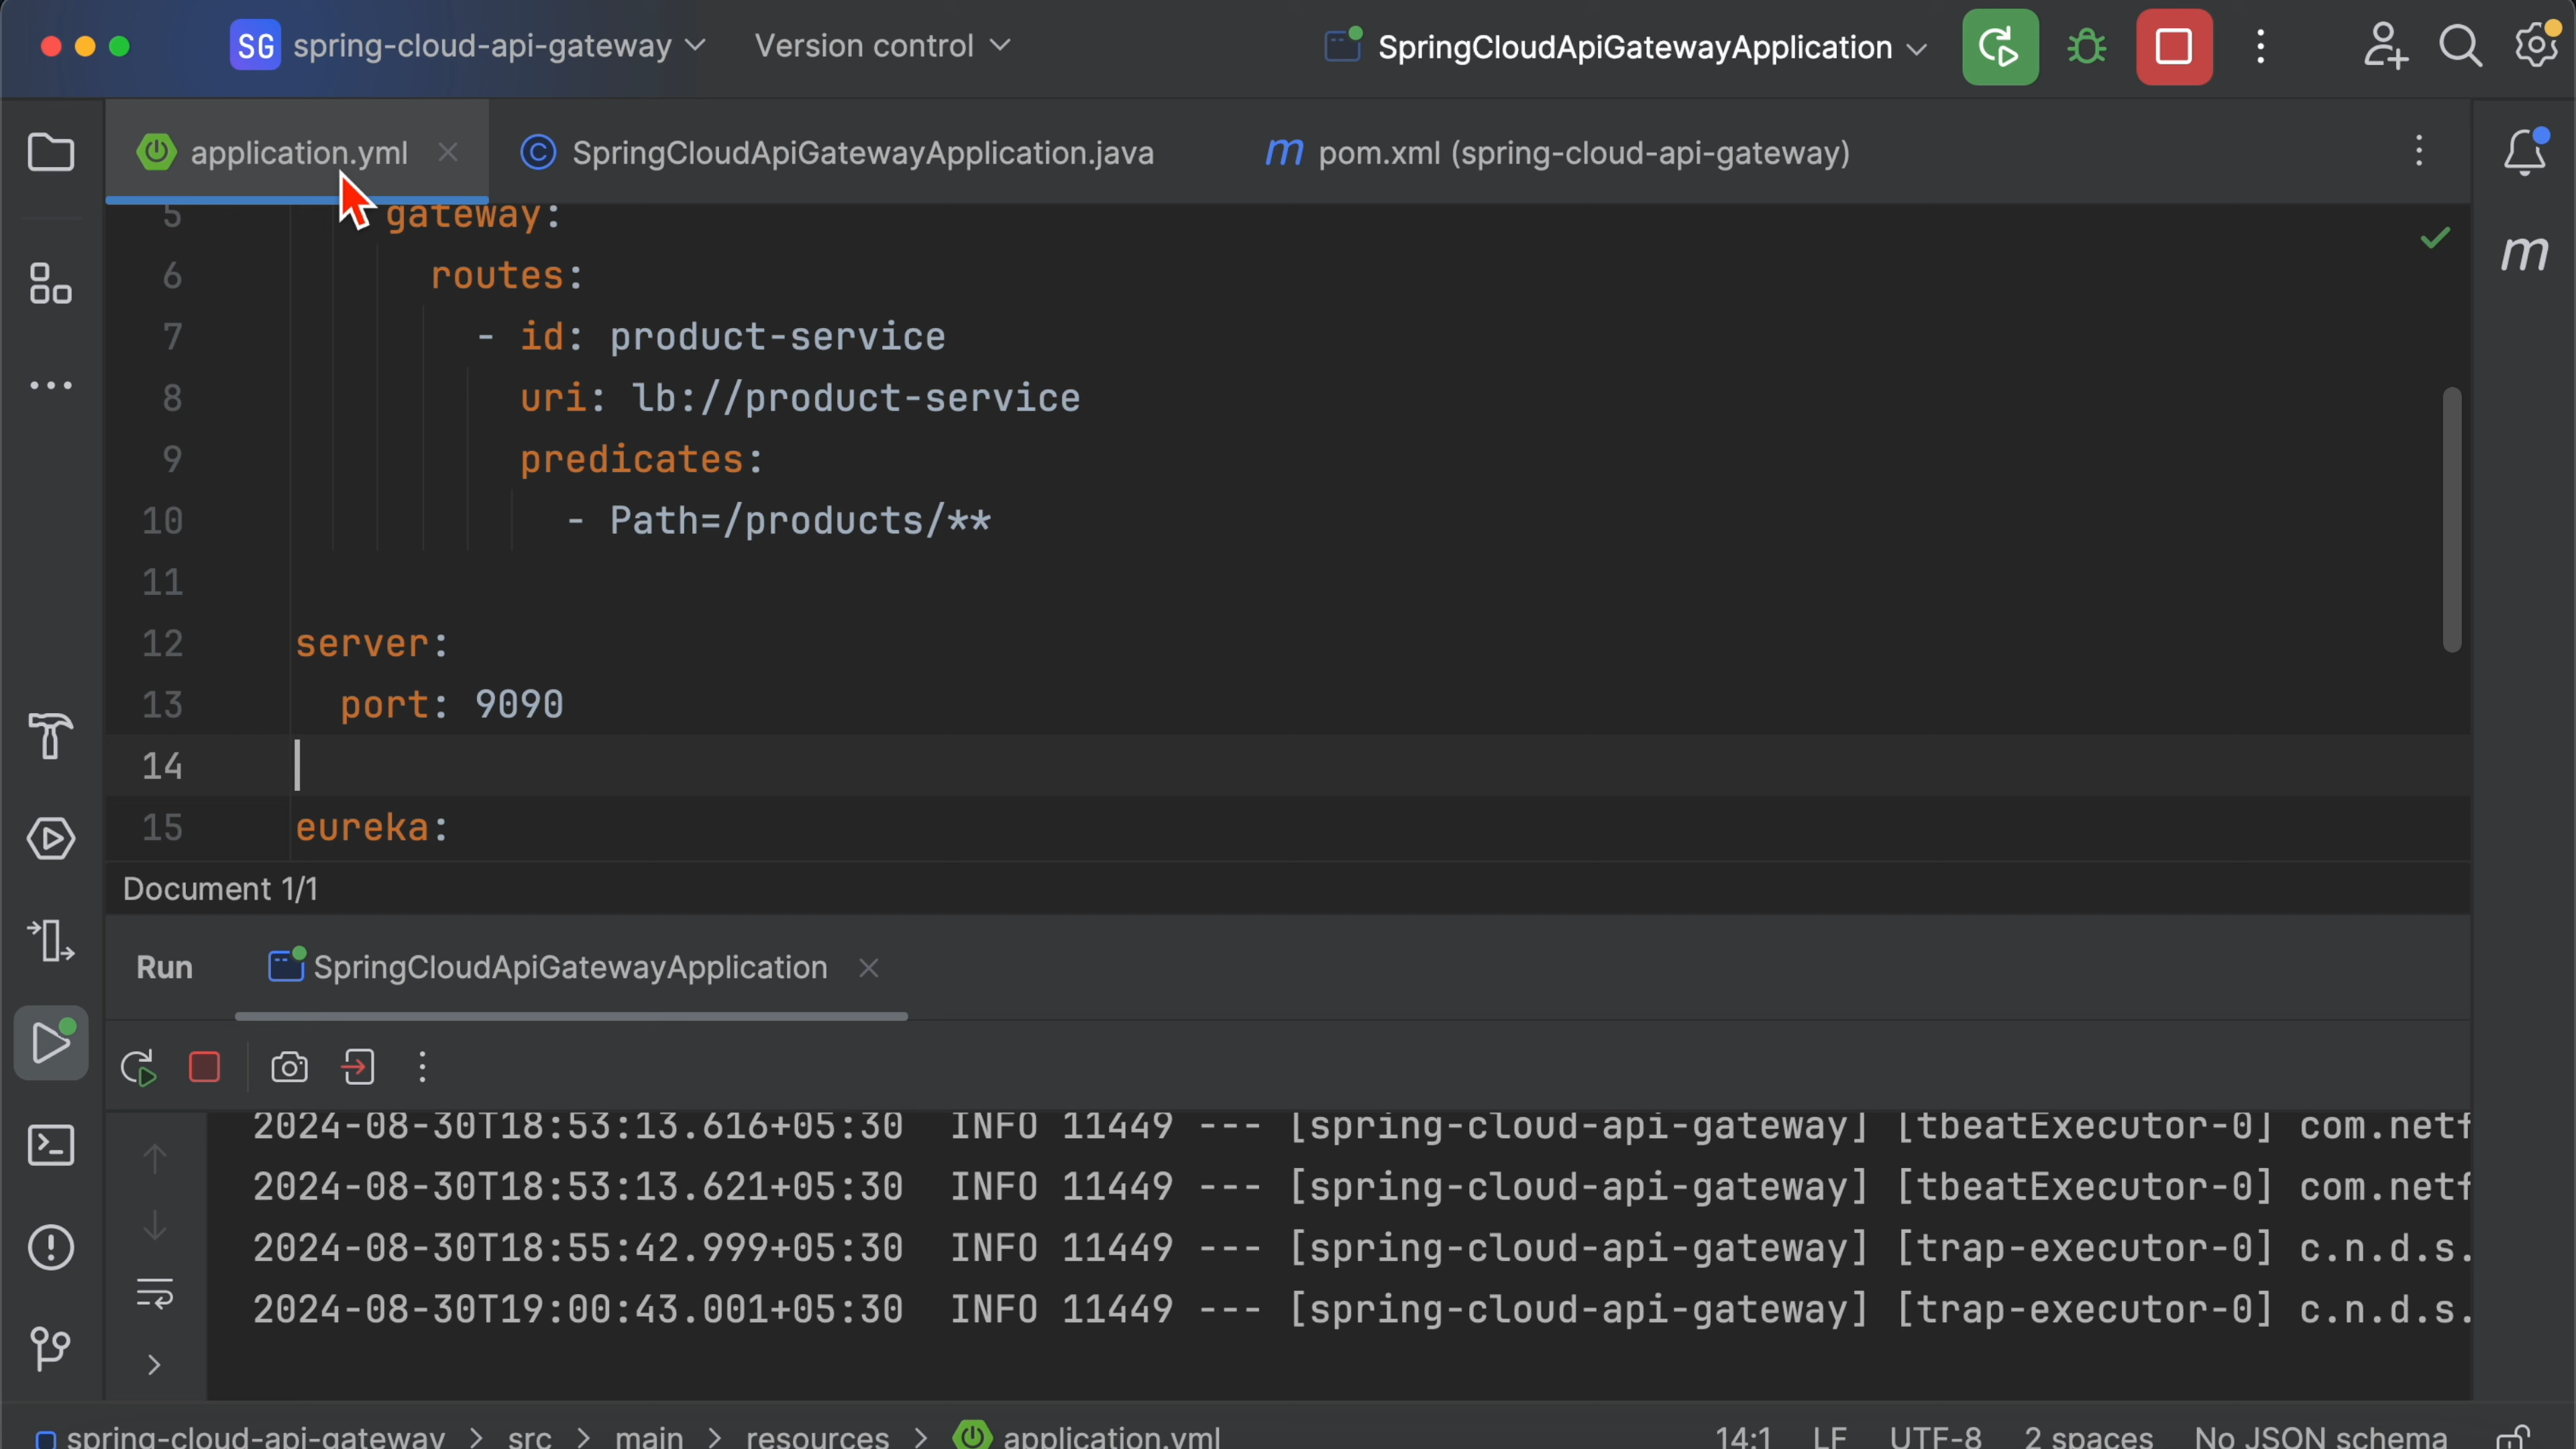 SG spring-cloud-api-gateway Version control SpringCloudApiGatewayApplication
application.yml SpringCloudApiGatewayApplication.java m pom.xml (spring-cloud-api-gateway)
5 gateway:
6 routes:
7 - id: product-service
8 uri: lb://product-service
9 predicates:
10 - Path=/products/**
11
12 server:
13 port: 9090
14
15 eureka:
Document 1/1
Run SpringCloudApiGatewayApplication
2024-08-30T18:53:13.616+05:30 INFO 11449 --- [spring-cloud-api-gateway] [tbeatExecutor-0] com.netf
2024-08-30T18:53:13.621+05:30 INFO 11449 --- [spring-cloud-api-gateway] [tbeatExecutor-0] com.netf
2024-08-30T18:55:42.999+05:30 INFO 11449 --- [spring-cloud-api-gateway] [trap-executor-0] c.n.d.s.
2024-08-30T19:00:43.001+05:30 INFO 11449 --- [spring-cloud-api-gateway] [trap-executor-0] c.n.d.s.
spring-cloud-api-gateway > src > main > resources > application.yml 14:1 LF UTF-8 2 spaces No JSON schema